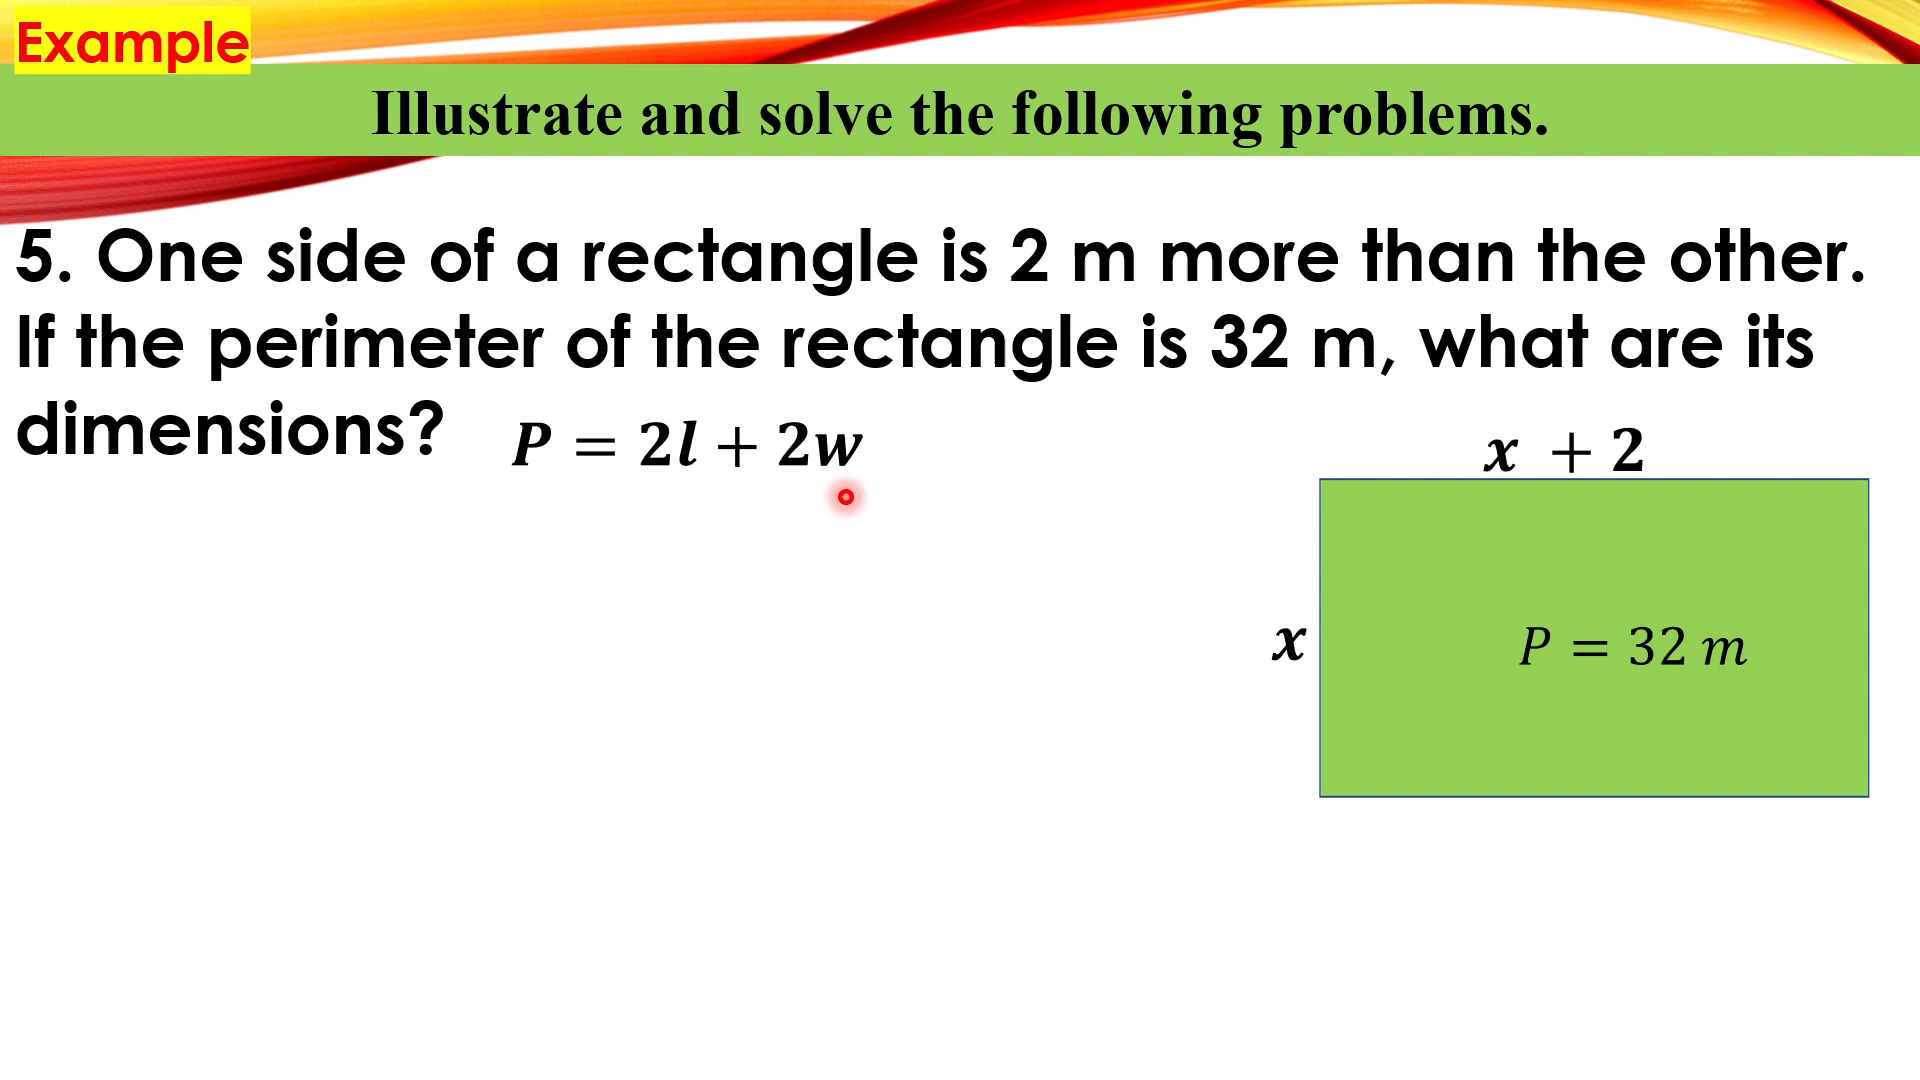 Example
Illustrate and solve the following problems.
5. One side of a rectangle is 2 m more than the other.
If the perimeter of the rectangle is 32 m, what are its
dimensions? P = 2l + 2w
x + 2
x
P = 32 m